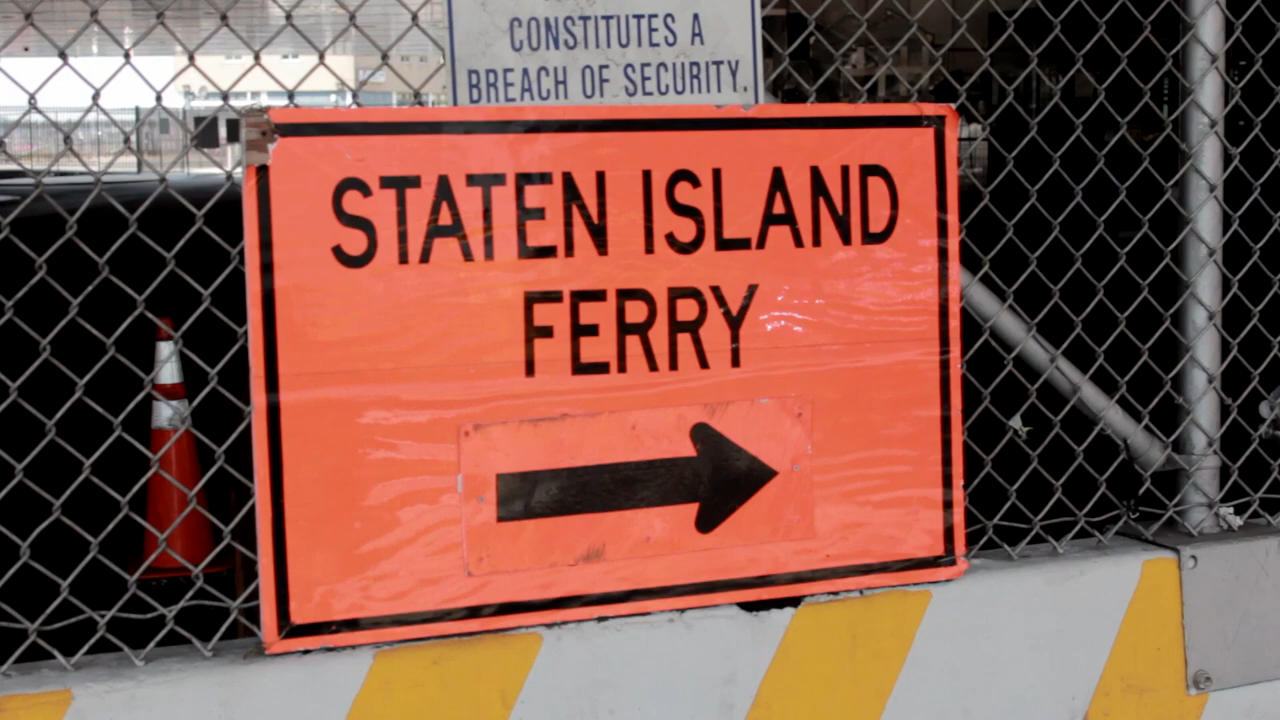 CONSTITUTES A
BREACH OF SECURITY.
STATEN ISLAND
FERRY